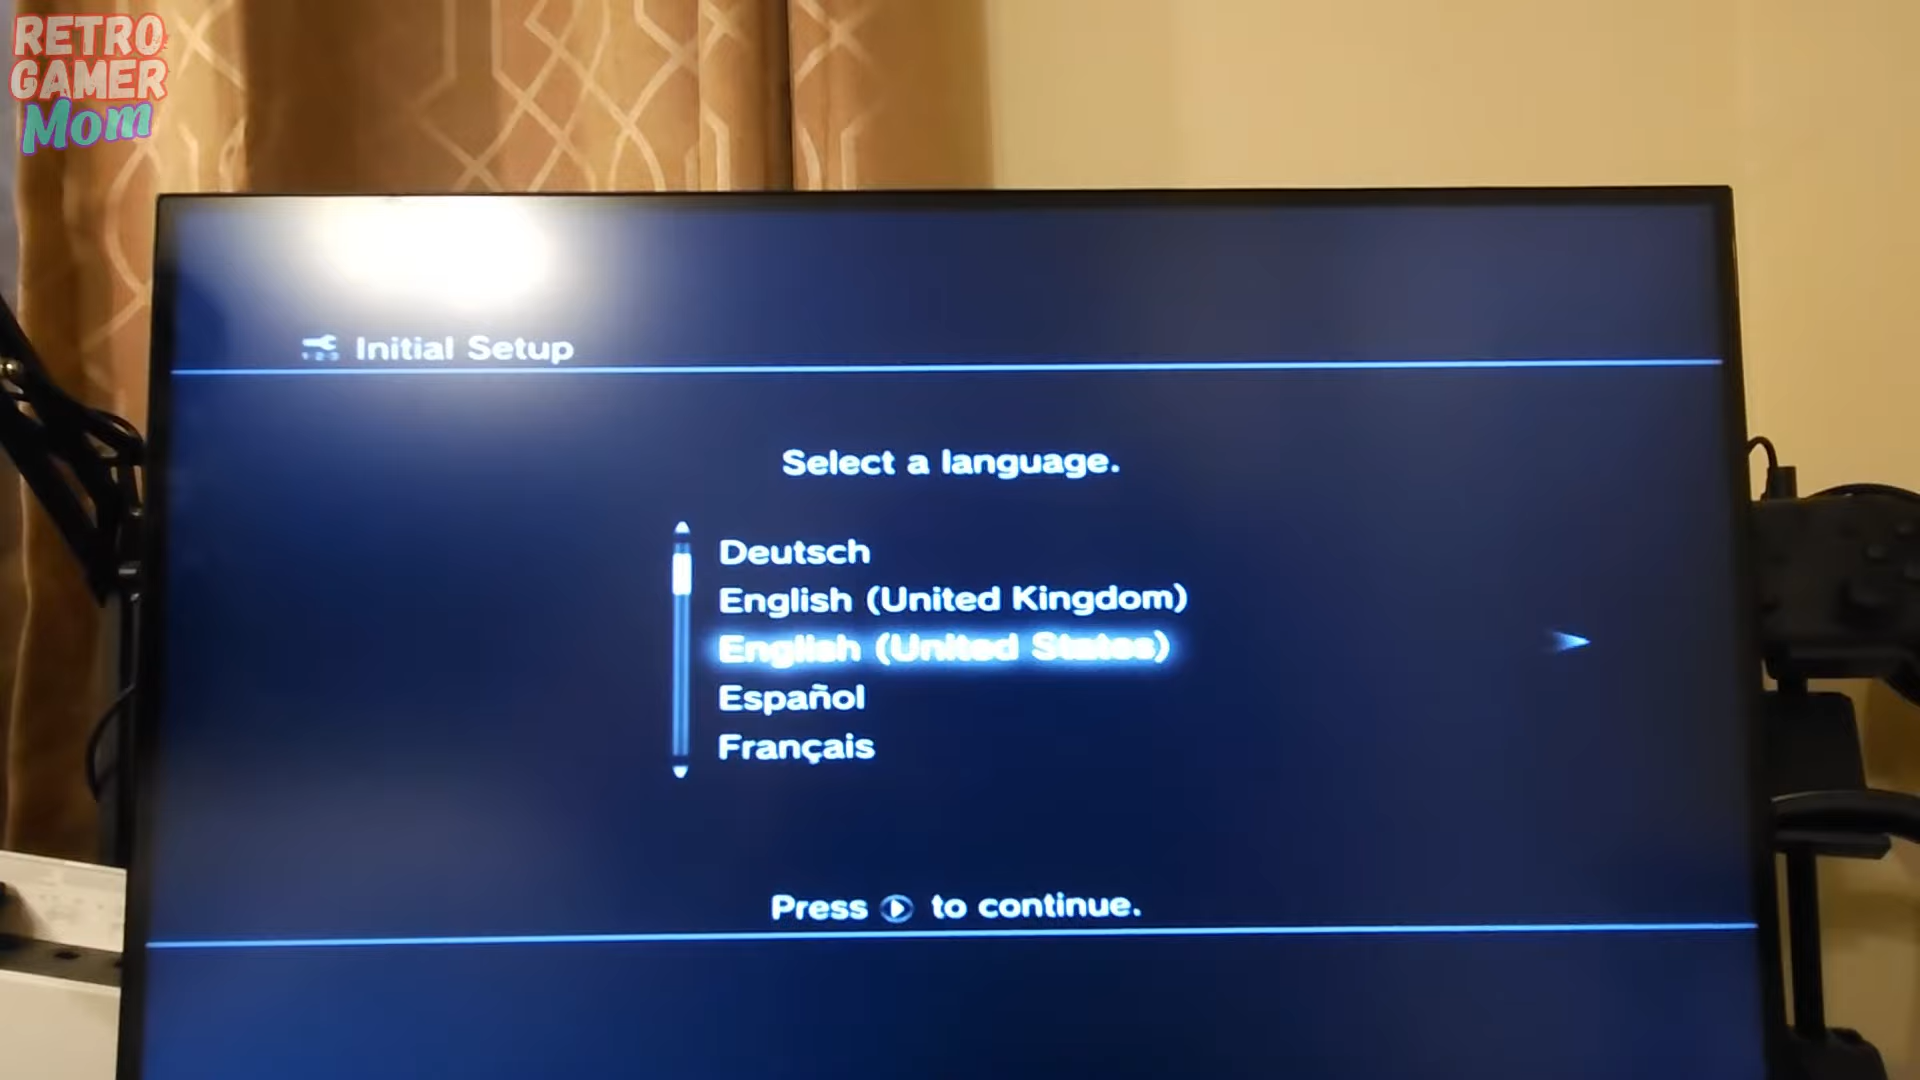 RETRO
GAMER
Mom
Initial Setup
Select a language.
Deutsch
English (United Kingdom)
English (United States)
Español
Français
Press to continue.